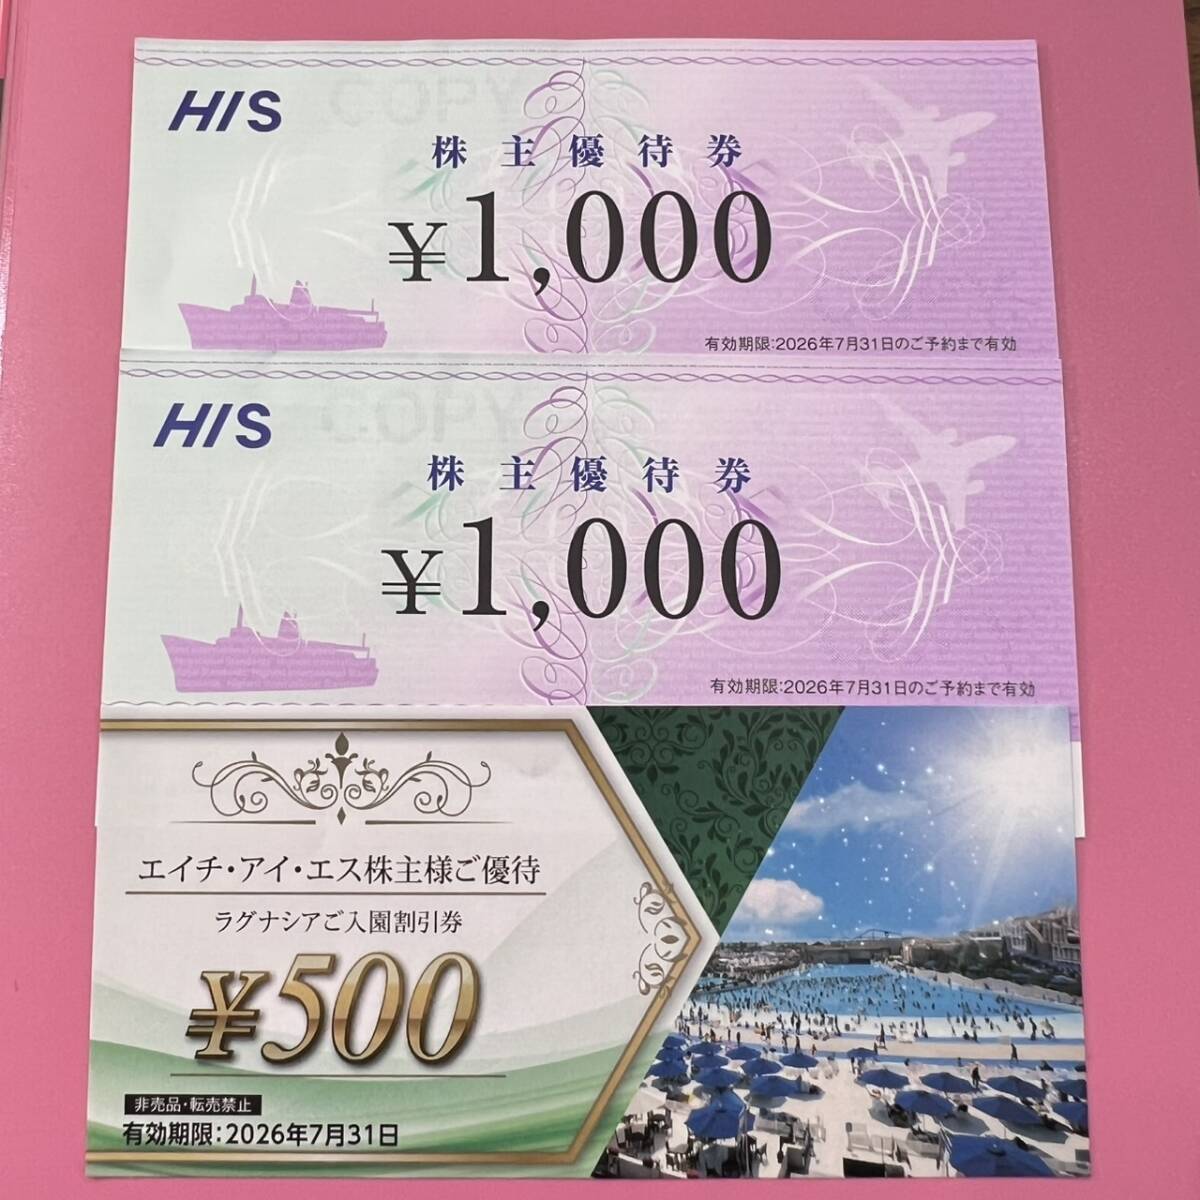 HIS
COPY
株主優待券
¥1,000
有効期限:2026年7月31日のご予約まで有効
HIS
COPY
株主優待券
¥1,000
有効期限:2026年7月31日のご予約まで有効
エイチ・アイ・エス株主様ご優待
ラグナシアご入園割引券
¥500
非売品・転売禁止
有効期限:2026年7月31日